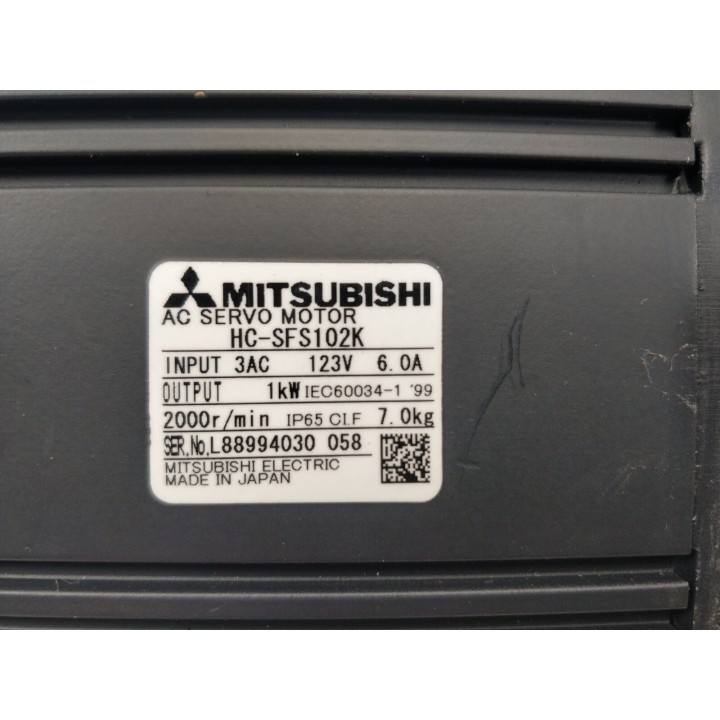 MITSUBISHI
AC SERVO MOTOR
HC-SFS102K
INPUT 3AC 123V 6.0A
OUTPUT 1kW IEC60034-1 '99
2000r/min IP65 CI.F 7.0kg
SER.No.L88994030 058
MITSUBISHI ELECTRIC
MADE IN JAPAN